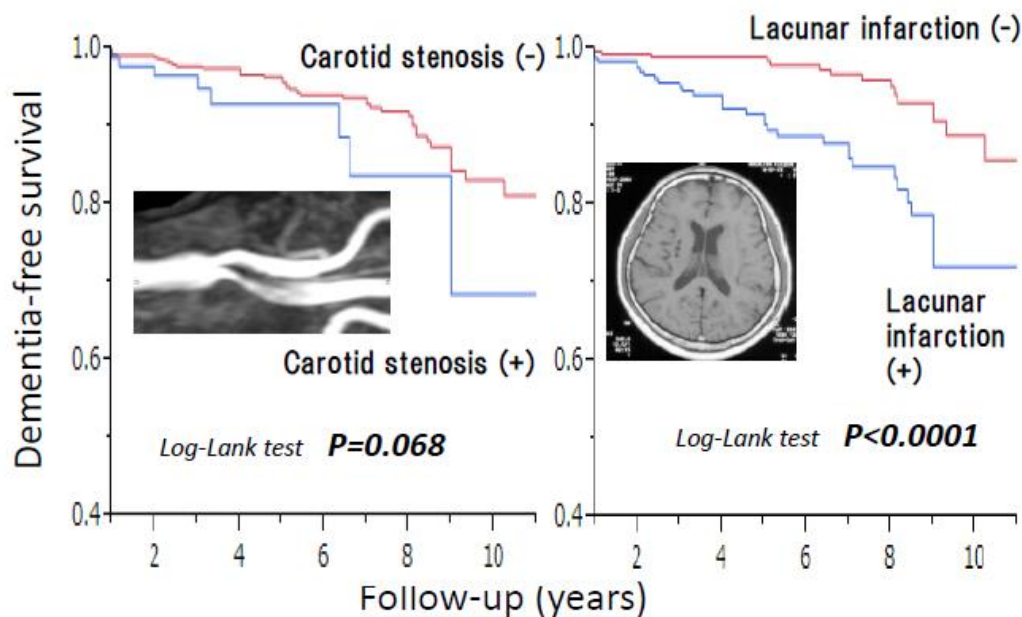 Dementia-free survival
1.0
0.8
0.6
0.4
Carotid stenosis (-)
Carotid stenosis (+)
Log-Lank test P=0.068
2 4 6 8 10
1.0
0.8
0.6
0.4
Lacunar infarction (-)
Lacunar
infarction
(+)
Log-Lank test P<0.0001
2 4 6 8 10
Follow-up (years)